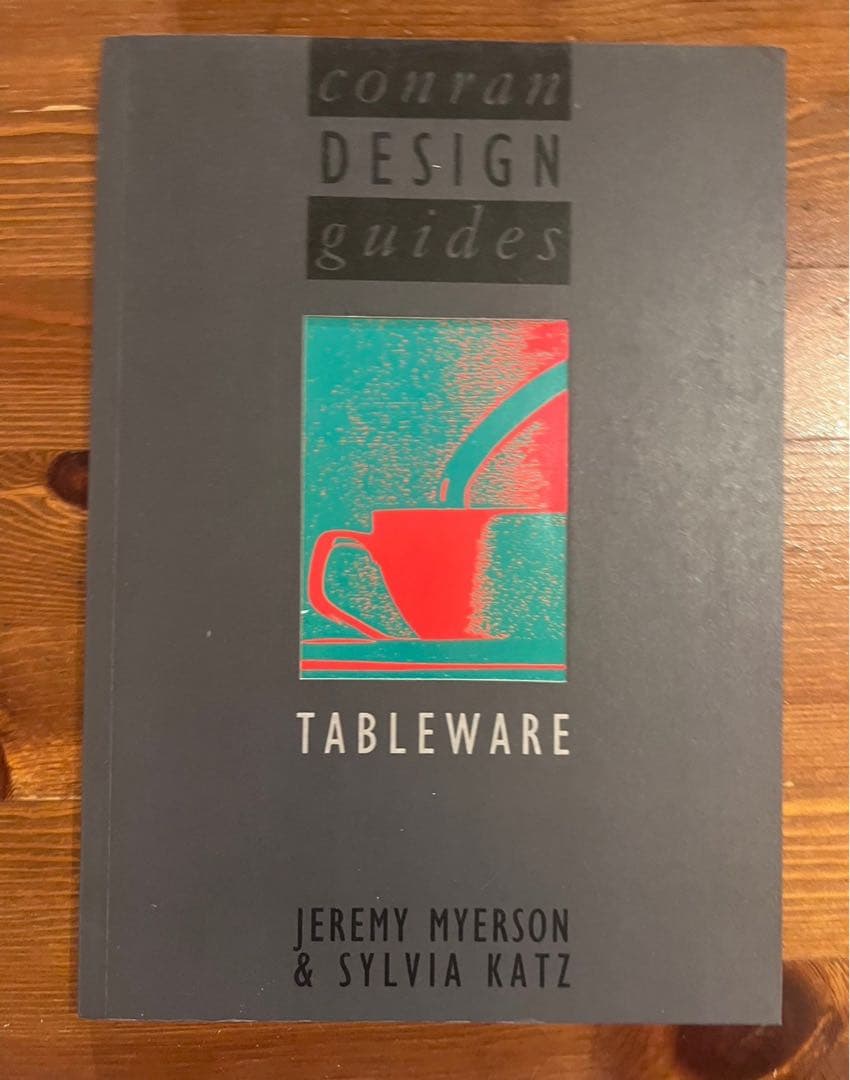 conran
DESIGN
guides
TABLEWARE
JEREMY MYERSON
& SYLVIA KATZ